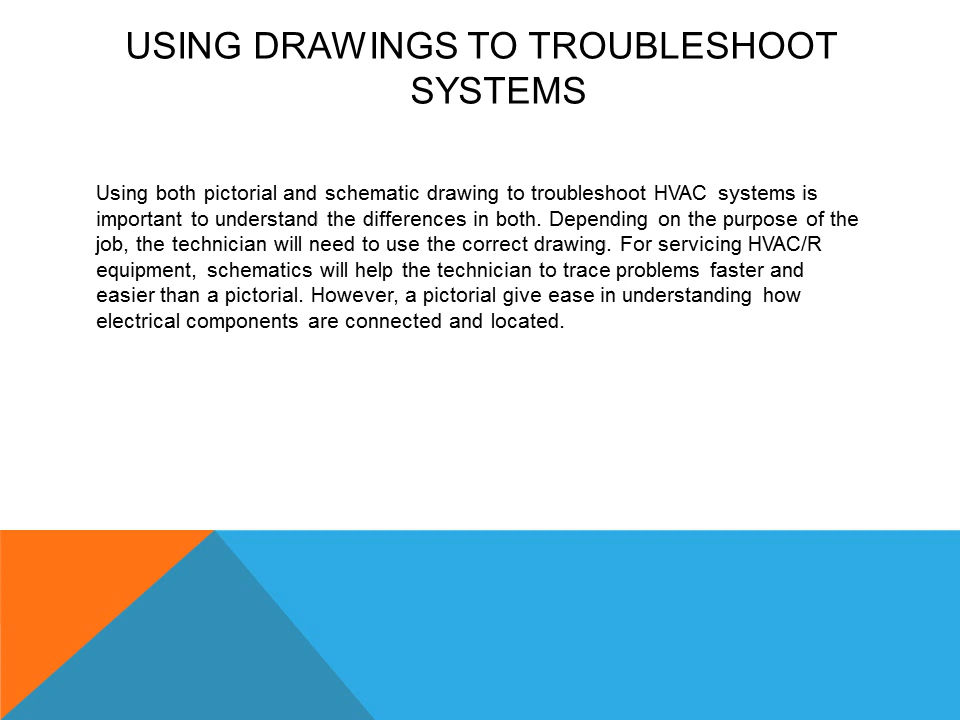 USING DRAWINGS TO TROUBLESHOOT
SYSTEMS
Using both pictorial and schematic drawing to troubleshoot HVAC systems is
important to understand the differences in both. Depending on the purpose of the
job, the technician will need to use the correct drawing. For servicing HVAC/R
equipment, schematics will help the technician to trace problems faster and
easier than a pictorial. However, a pictorial give ease in understanding how
electrical components are connected and located.